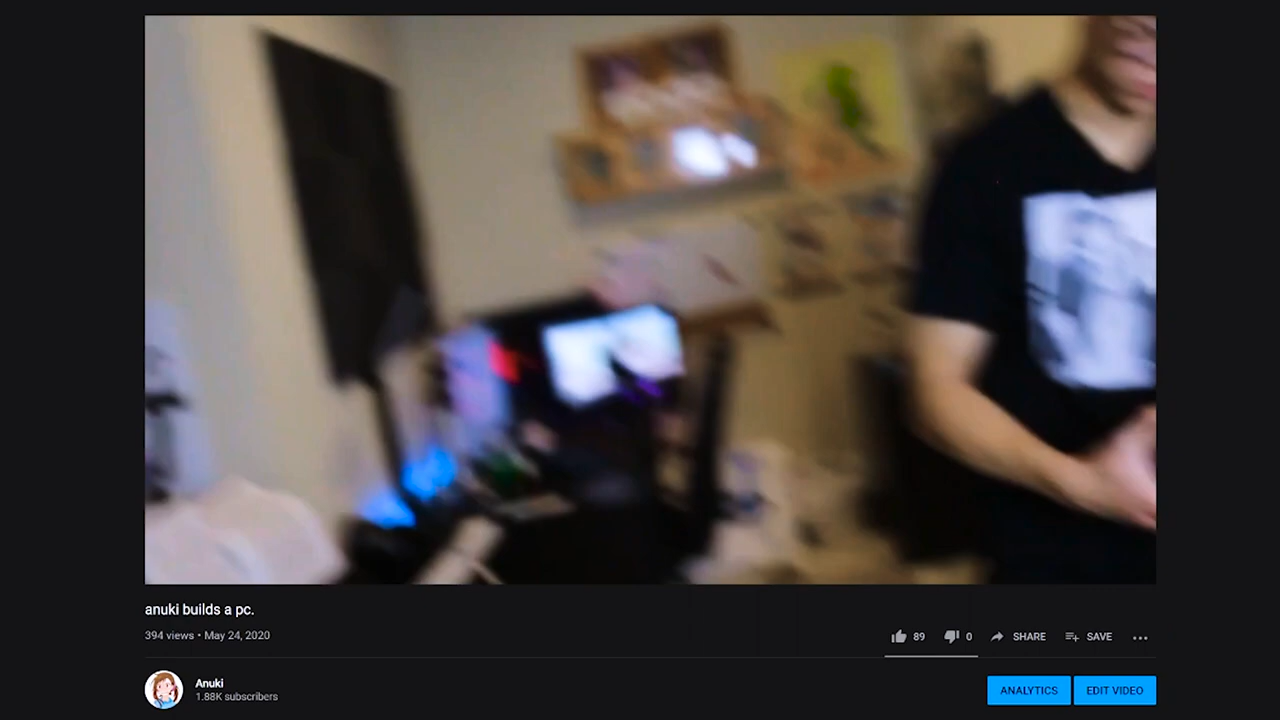 anuki builds a pc.
394 views • May 24, 2020
89 0 SHARE SAVE
Anuki
1.88K subscribers
ANALYTICS EDIT VIDEO